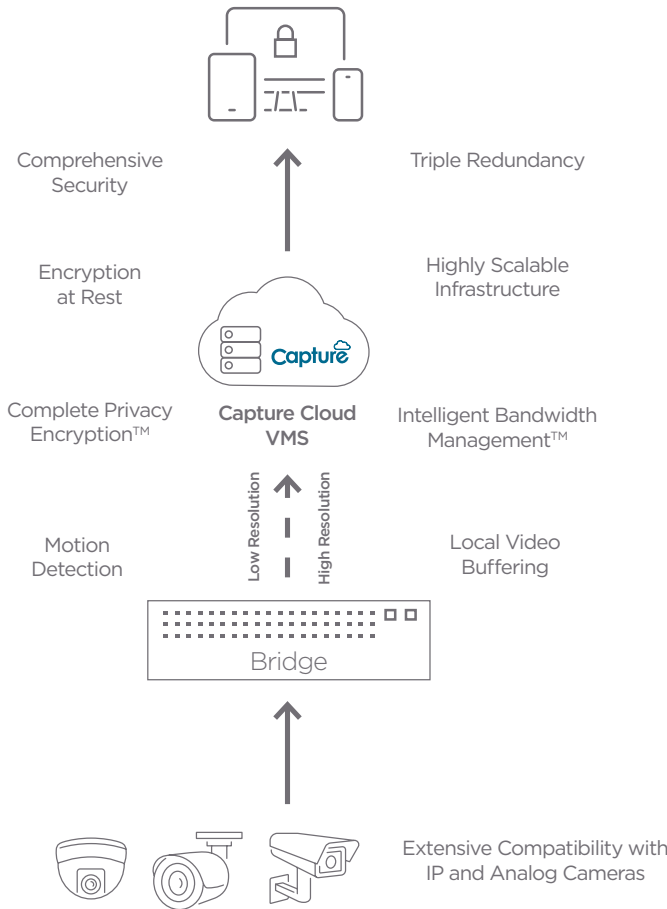 Comprehensive
Security
Triple Redundancy
Encryption
at Rest
Highly Scalable
Infrastructure
Capture
Complete Privacy
Encryption™
Capture Cloud
VMS
Intelligent Bandwidth
Management™
Low Resolution
High Resolution
Motion
Detection
Local Video
Buffering
Bridge
Extensive Compatibility with
IP and Analog Cameras